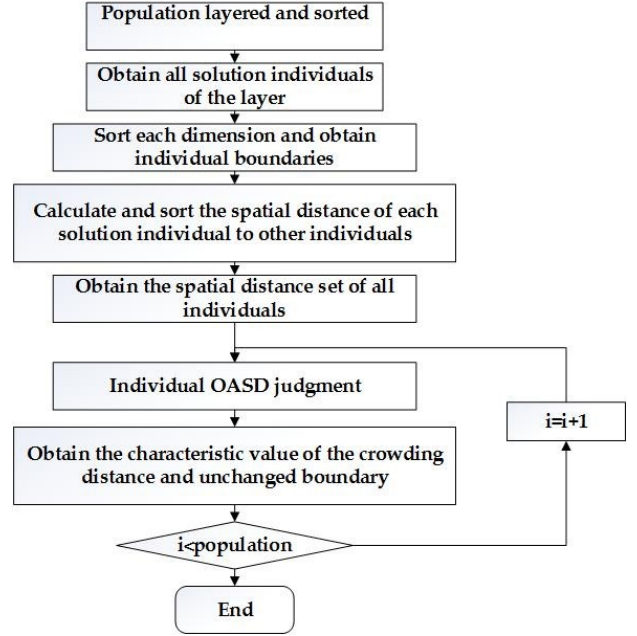 Population layered and sorted
Obtain all solution individuals
of the layer
Sort each dimension and obtain
individual boundaries
Calculate and sort the spatial distance of each
solution individual to other individuals
Obtain the spatial distance set of all
individuals
Individual OASD judgment
i=i+1
Obtain the characteristic value of the crowding
distance and unchanged boundary
i<population
End